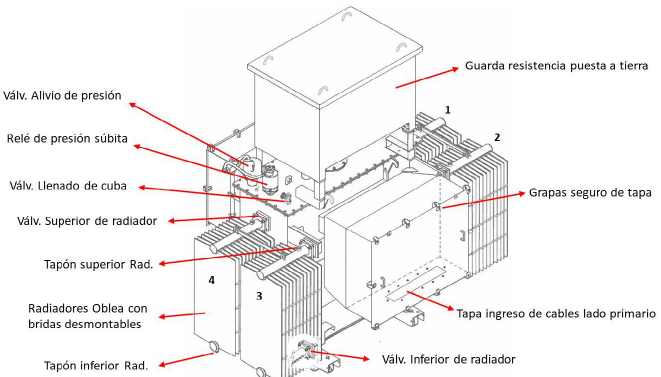 Guarda resistencia puesta a tierra
Válv. Alivio de presión
1
2
Relé de presión súbita
Válv. Llenado de cuba
Grapas seguro de tapa
Válv. Superior de radiador
Tapón superior Rad.
4
3
Radiadores Oblea con
bridas desmontables
Tapa ingreso de cables lado primario
Tapón inferior Rad.
Válv. Inferior de radiador